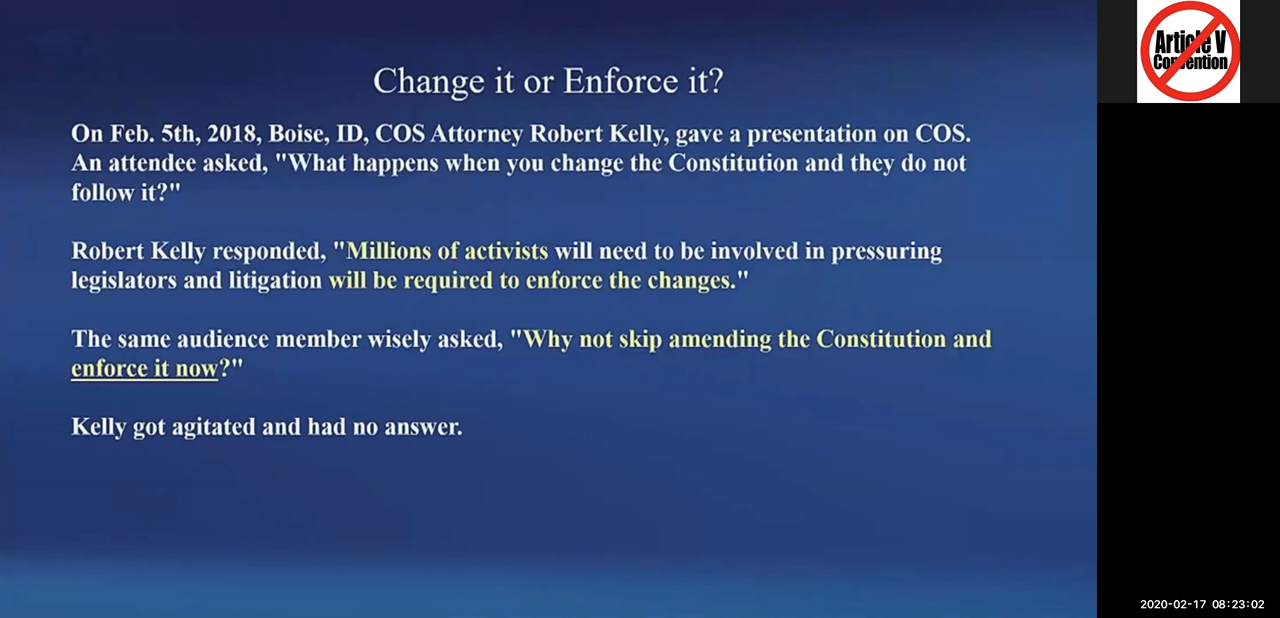 Change it or Enforce it?
On Feb. 5th, 2018, Boise, ID, COS Attorney Robert Kelly, gave a presentation on COS.
An attendee asked, "What happens when you change the Constitution and they do not
follow it?"
Robert Kelly responded, "Millions of activists will need to be involved in pressuring
legislators and litigation will be required to enforce the changes."
The same audience member wisely asked, "Why not skip amending the Constitution and
enforce it now?"
Kelly got agitated and had no answer.
Article V
Convention
2020-02-17 08:23:02